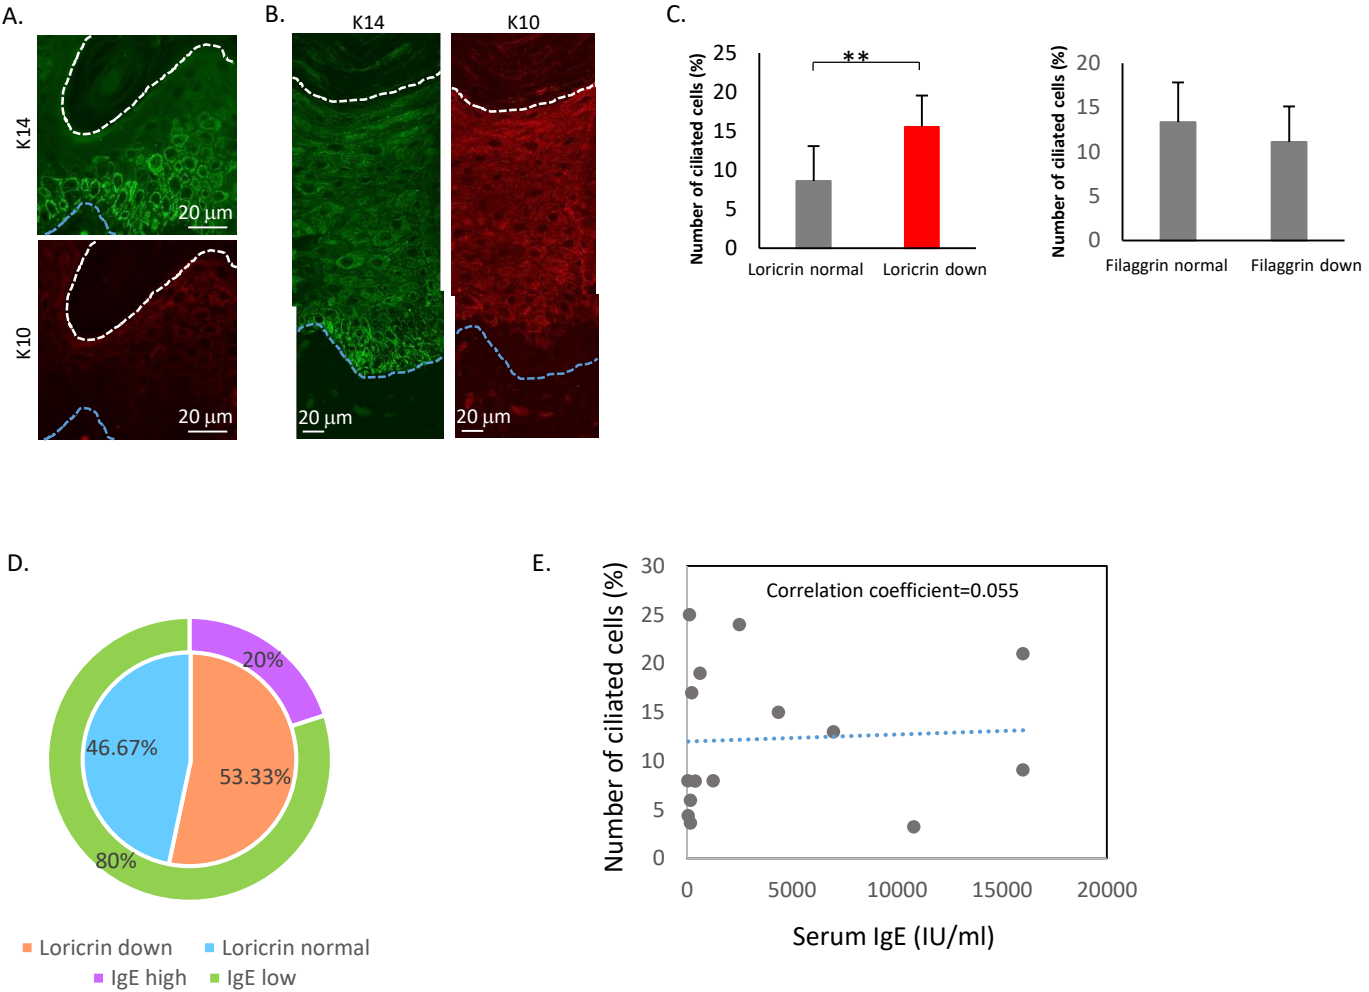 A.
K14
20 µm
K10
20 µm
B.
K14
K10
20 µm
20 µm
C.
Number of ciliated cells (%)
25
20
15
10
5
0
**
Loricrin normal
Loricrin down
Number of ciliated cells (%)
20
15
10
5
0
Filaggrin normal
Filaggrin down
D.
20%
46.67%
53.33%
80%
Loricrin down
Loricrin normal
IgE high
IgE low
E.
Number of ciliated cells (%)
30
25
20
15
10
5
0
Correlation coefficient=0.055
0 5000 10000 15000 20000
Serum IgE (IU/ml)